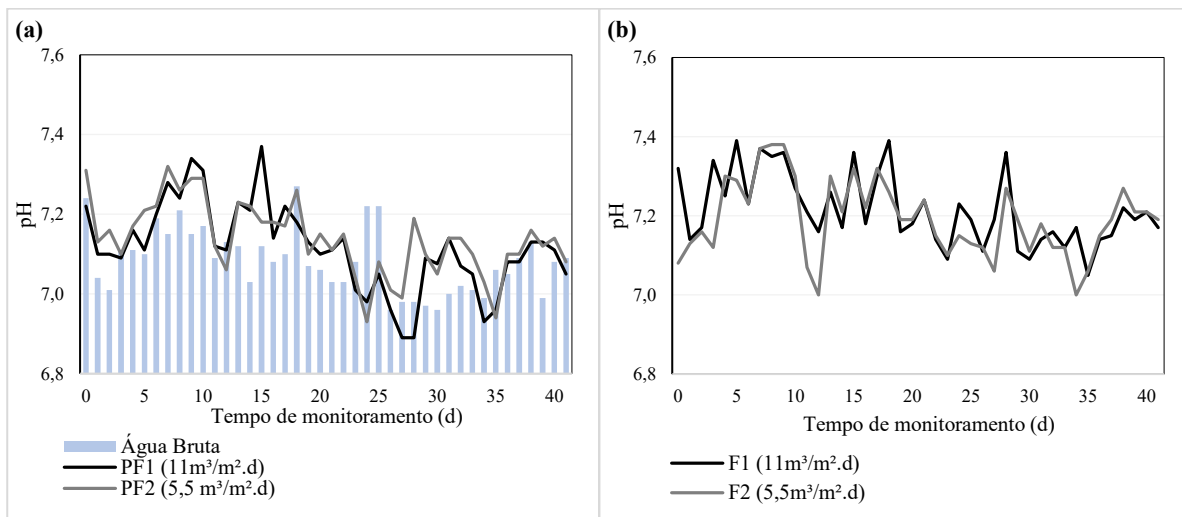 (a)
7,6
7,4
7,2
7,0
6,8
pH
0 5 10 15 20 25 30 35 40
Tempo de monitoramento (d)
Água Bruta
PF1 (11m³/m².d)
PF2 (5,5 m³/m².d)
(b)
7,6
7,4
7,2
7,0
6,8
pH
0 5 10 15 20 25 30 35 40
Tempo de monitoramento (d)
F1 (11m³/m².d)
F2 (5,5m³/m².d)